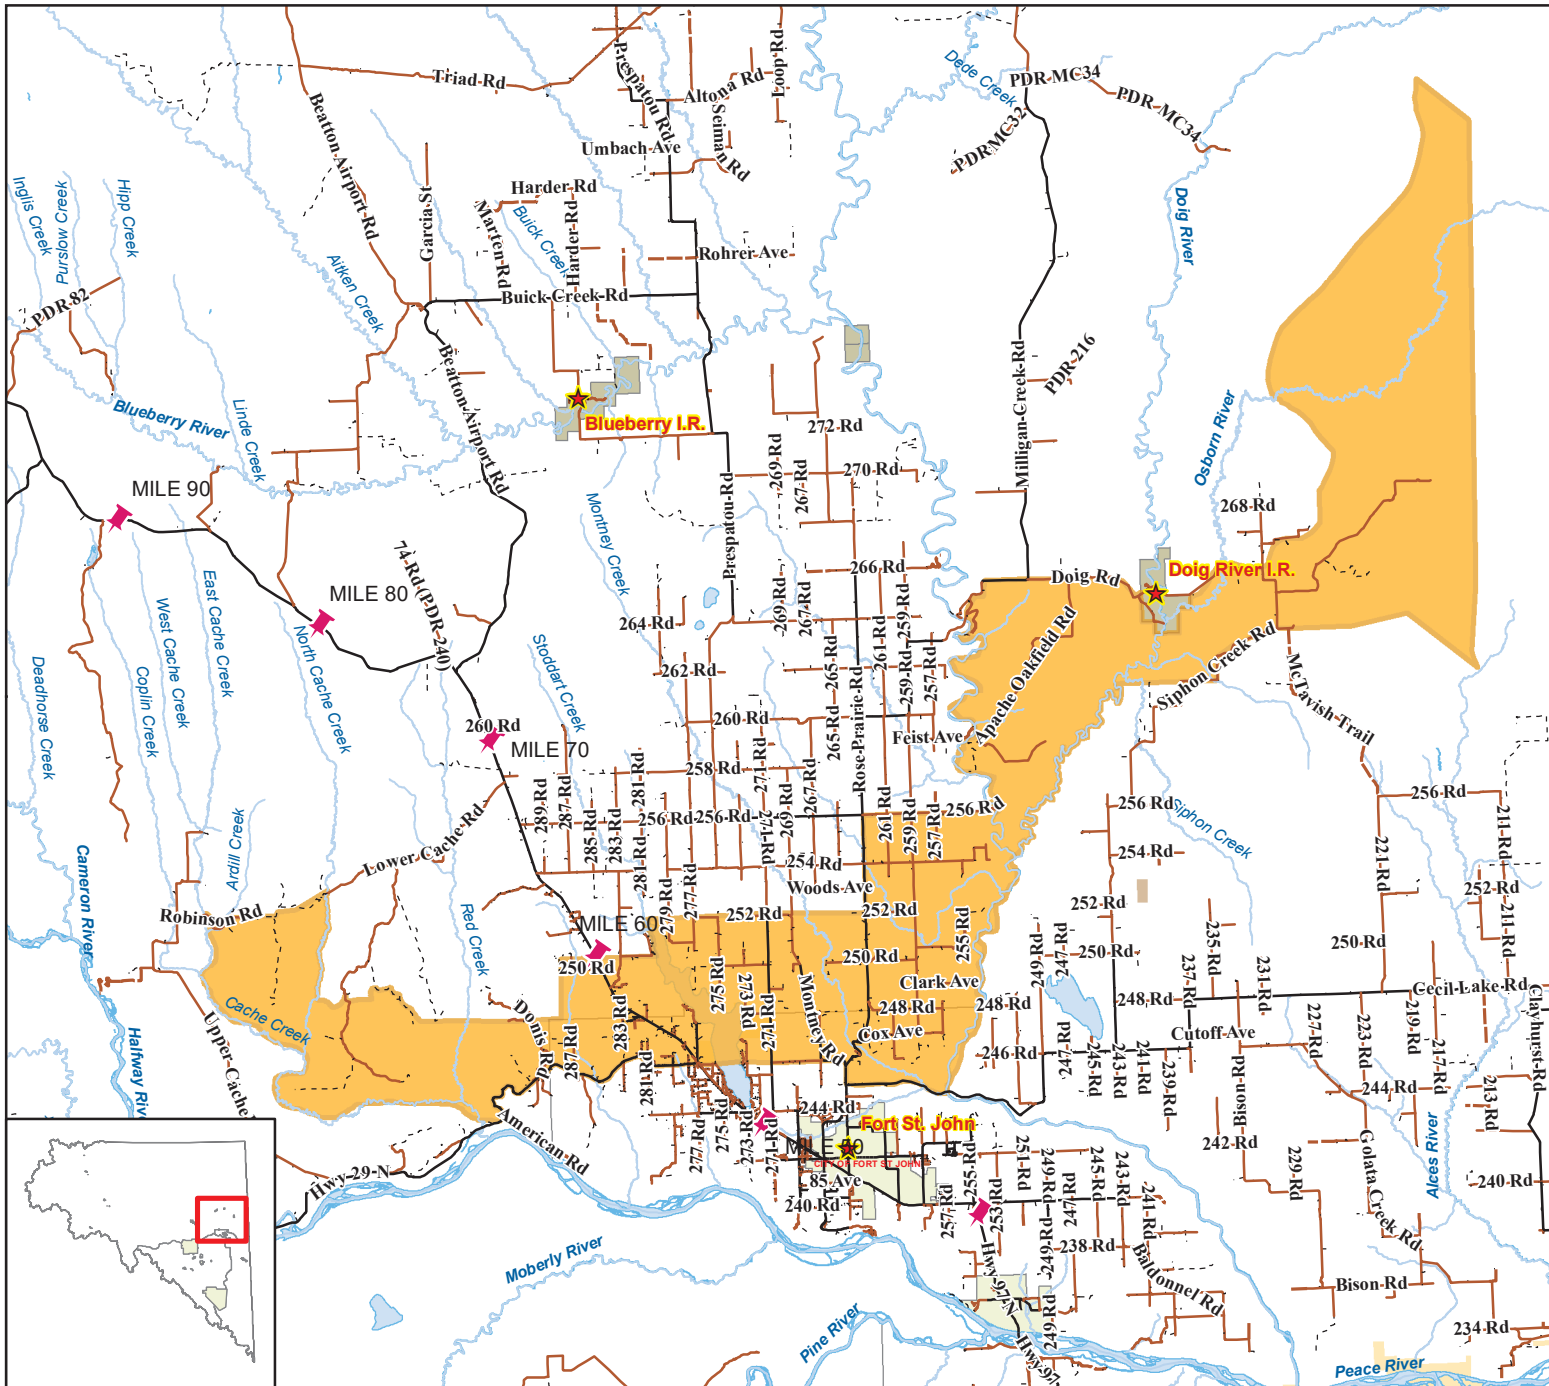 Triad Rd
Prespatou Rd
Loop Rd
Altona Rd
Seiman Rd
Umbach Ave
Dede Creek
PDR MC34
PDR MC34
PDR MC32
Beatton Airport Rd
Garcia St
Harder Rd
Harder Rd
Marten Rd
Buick Creek
Rohrer Ave
Buick Creek Rd
Inglis Creek
Purslow Creek
Hipp Creek
PDR 82
Aitken Creek
Doig River
Beatton Airport Rd
Milligan Creek Rd
PDR 216
Blueberry River
Linde Creek
Blueberry I.R.
272 Rd
269 Rd
267 Rd
270 Rd
Osborn River
268 Rd
MILE 90
Prespatou Rd
Montney Creek
74 Rd (PDR 240)
East Cache Creek
West Cache Creek
Coplin Creek
MILE 80
North Cache Creek
Deadhorse Creek
266 Rd
269 Rd
267 Rd
259 Rd
264 Rd
261 Rd
265 Rd
259 Rd
257 Rd
262 Rd
Doig Rd
Doig River I.R.
Apache Oakfield Rd
Siphon Creek Rd
McTavish Trail
Stoddart Creek
260 Rd
MILE 70
260 Rd
265 Rd
Rose Prairie Rd
Feist Ave
258 Rd
271 Rd
267 Rd
289 Rd
287 Rd
281 Rd
285 Rd
283 Rd
256 Rd
256 Rd
269 Rd
271 Rd
261 Rd
259 Rd
257 Rd
256 Rd
256 Rd
Siphon Creek
256 Rd
211 Rd
254 Rd
254 Rd
221 Rd
Woods Ave
Lower Cache Rd
Ardill Creek
Robinson Rd
Cameron River
Red Creek
281 Rd
279 Rd
277 Rd
252 Rd
252 Rd
252 Rd
252 Rd
211 Rd
MILE 60
250 Rd
250 Rd
255 Rd
249 Rd
247 Rd
250 Rd
235 Rd
250 Rd
237 Rd
231 Rd
Clark Ave
275 Rd
273 Rd
271 Rd
Montney Rd
248 Rd
248 Rd
248 Rd
Cecil Lake Rd
Clayhurst Rd
Cox Ave
Cutoff Ave
Cache Creek
Halfway Rive
Upper Cache
Donis Rd
287 Rd
283 Rd
281 Rd
246 Rd
247 Rd
245 Rd
243 Rd
241 Rd
239 Rd
Bison Rd
227 Rd
223 Rd
219 Rd
217 Rd
244 Rd
213 Rd
American Rd
277 Rd
275 Rd
273 Rd
271 Rd
244 Rd
Fort St. John
CITY OF FORT ST JOHN
85 Ave
240 Rd
257 Rd
255 Rd
253 Rd
251 Rd
249 Rd
247 Rd
245 Rd
243 Rd
241 Rd
242 Rd
229 Rd
Golata Creek Rd
Alces River
240 Rd
Hwy 29 N
Moberly River
Hwy 97 N
249 Rd
238 Rd
Baldonnel Rd
Bison Rd
249 Rd
Pine River
Hwy 97
234 Rd
Peace River